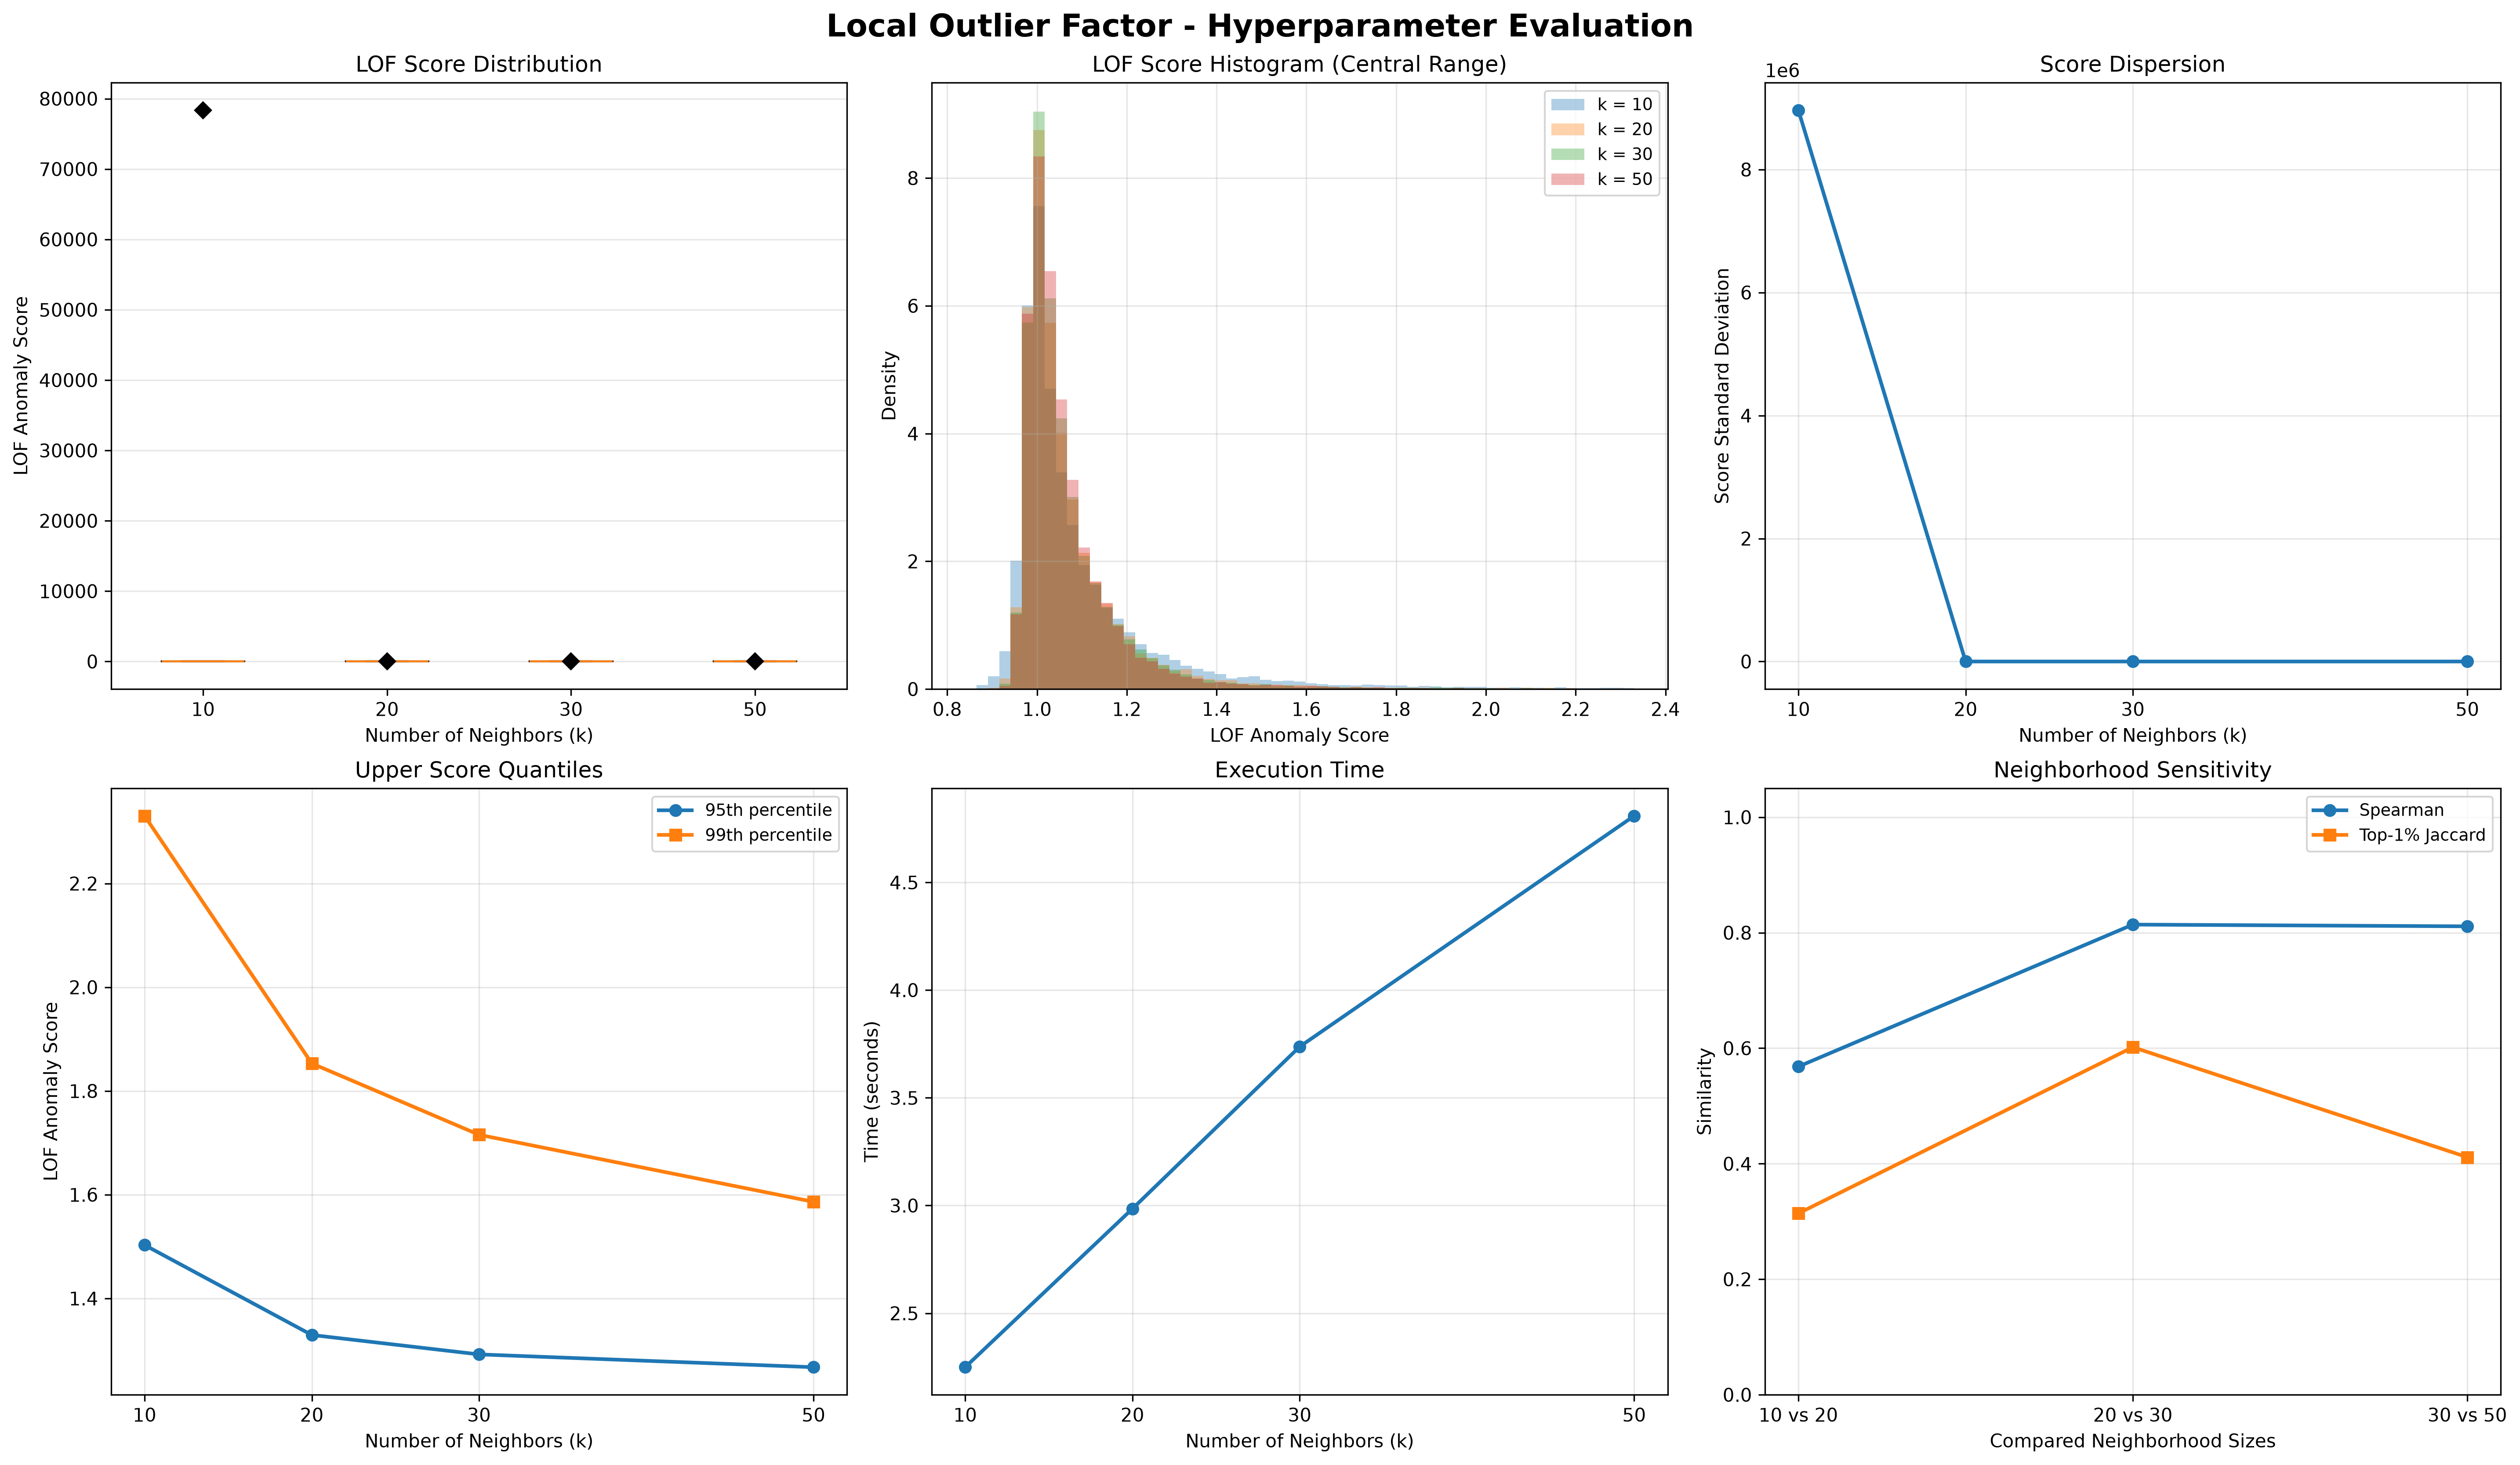 Local Outlier Factor - Hyperparameter Evaluation
LOF Score Distribution
80000
70000
60000
50000
40000
30000
20000
10000
0
LOF Anomaly Score
10
20
30
50
Number of Neighbors (k)
LOF Score Histogram (Central Range)
k = 10
k = 20
k = 30
k = 50
8
6
4
2
0
Density
0.8
1.0
1.2
1.4
1.6
1.8
2.0
2.2
2.4
LOF Anomaly Score
Score Dispersion
1e6
8
6
4
2
0
Score Standard Deviation
10
20
30
50
Number of Neighbors (k)
Upper Score Quantiles
95th percentile
99th percentile
2.2
2.0
1.8
1.6
1.4
LOF Anomaly Score
10
20
30
50
Number of Neighbors (k)
Execution Time
4.5
4.0
3.5
3.0
2.5
Time (seconds)
10
20
30
50
Number of Neighbors (k)
Neighborhood Sensitivity
Spearman
Top-1% Jaccard
1.0
0.8
0.6
0.4
0.2
0.0
Similarity
10 vs 20
20 vs 30
30 vs 50
Compared Neighborhood Sizes